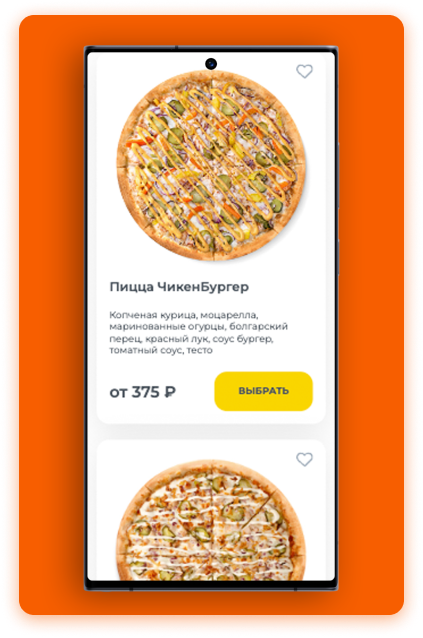 Пицца ЧикенБургер
Копченая курица, моцарелла,
маринованные огурцы, болгарский
перец, красный лук, соус бургер,
томатный соус, тесто
от 375 ₽
ВЫБРАТЬ